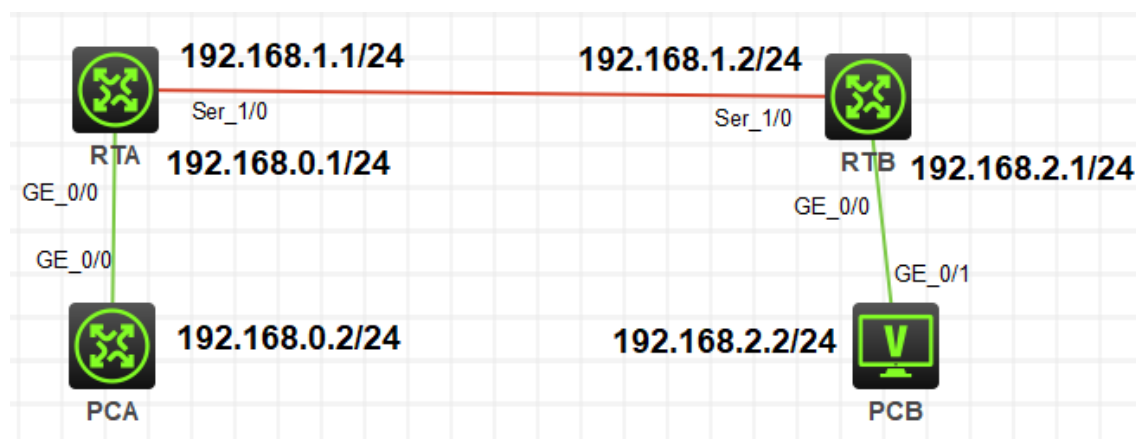 192.168.1.1/24
192.168.1.2/24
Ser_1/0
Ser_1/0
RTA
192.168.0.1/24
RTB
192.168.2.1/24
GE_0/0
GE_0/0
GE_0/0
GE_0/1
192.168.0.2/24
192.168.2.2/24
V
PCA
PCB